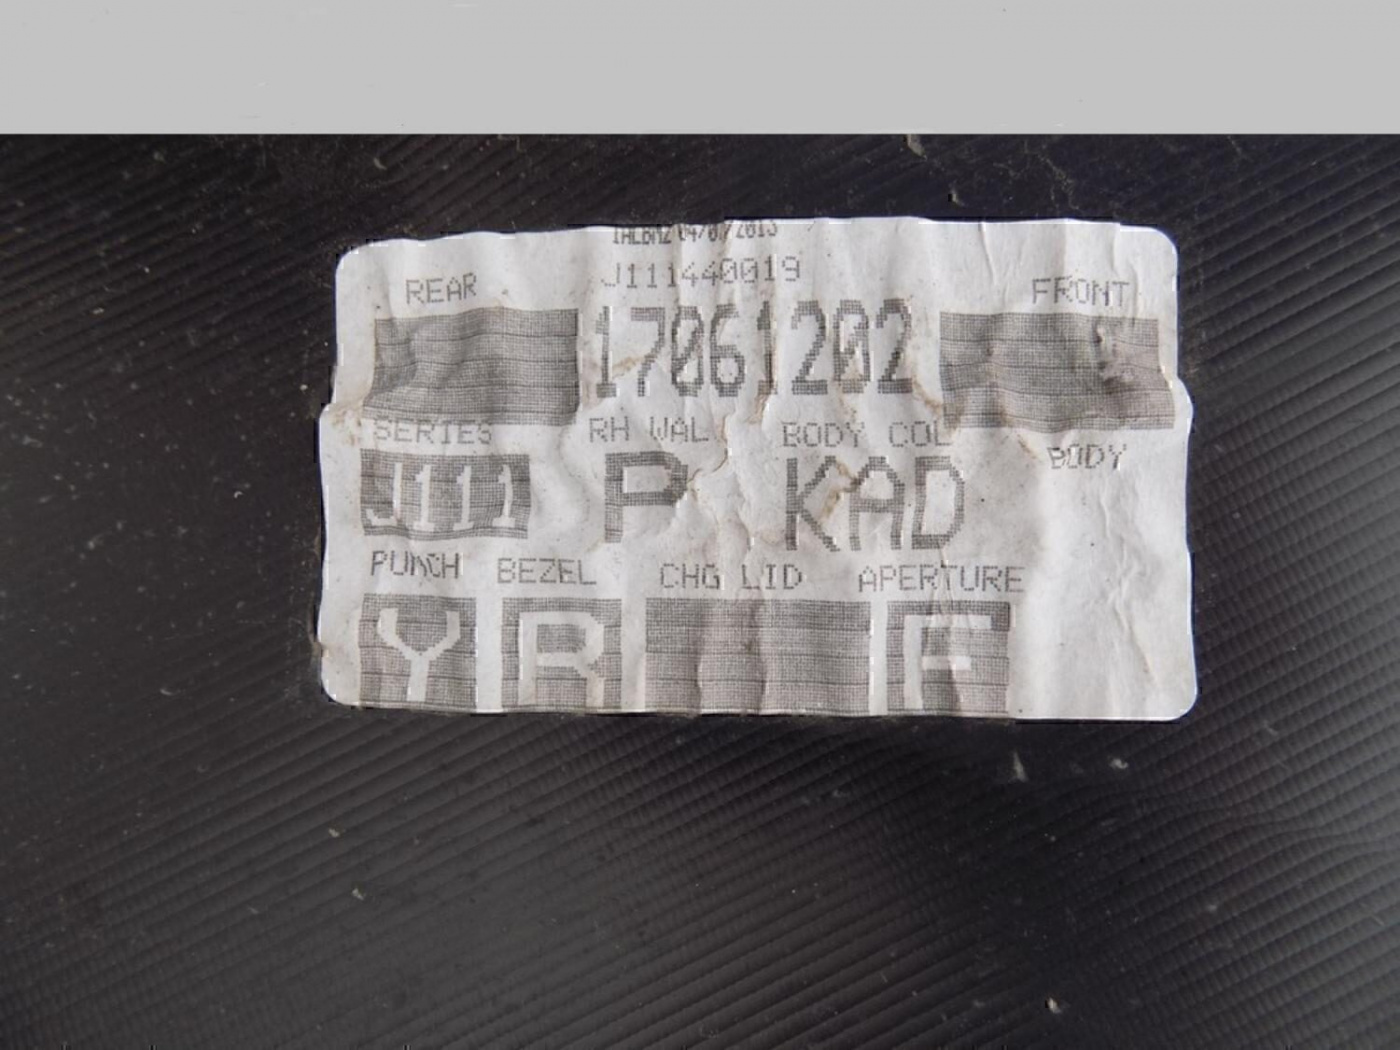 J111440019
REAR FRONT
17061202
SERIES RH WAL BODY COL BODY
J111 P KAD
PUNCH BEZEL CHG LID APERTURE
Y R F